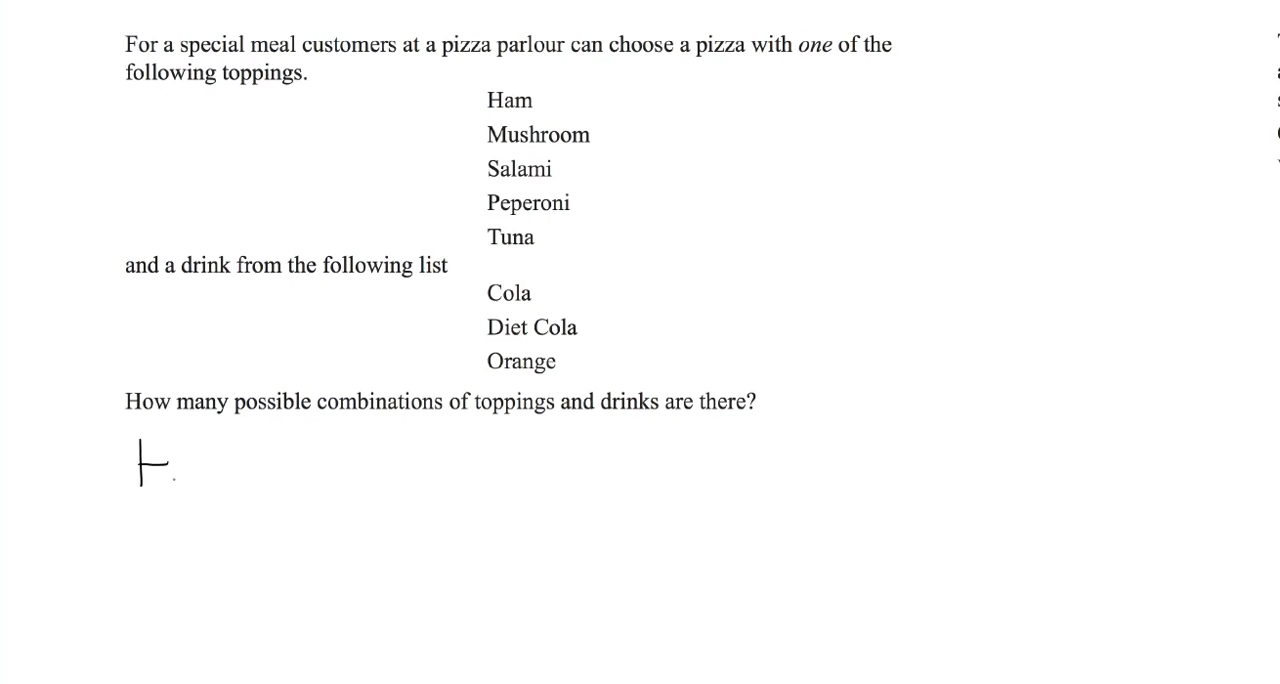 For a special meal customers at a pizza parlour can choose a pizza with one of the
following toppings.
Ham
Mushroom
Salami
Peperoni
Tuna
and a drink from the following list
Cola
Diet Cola
Orange
How many possible combinations of toppings and drinks are there?